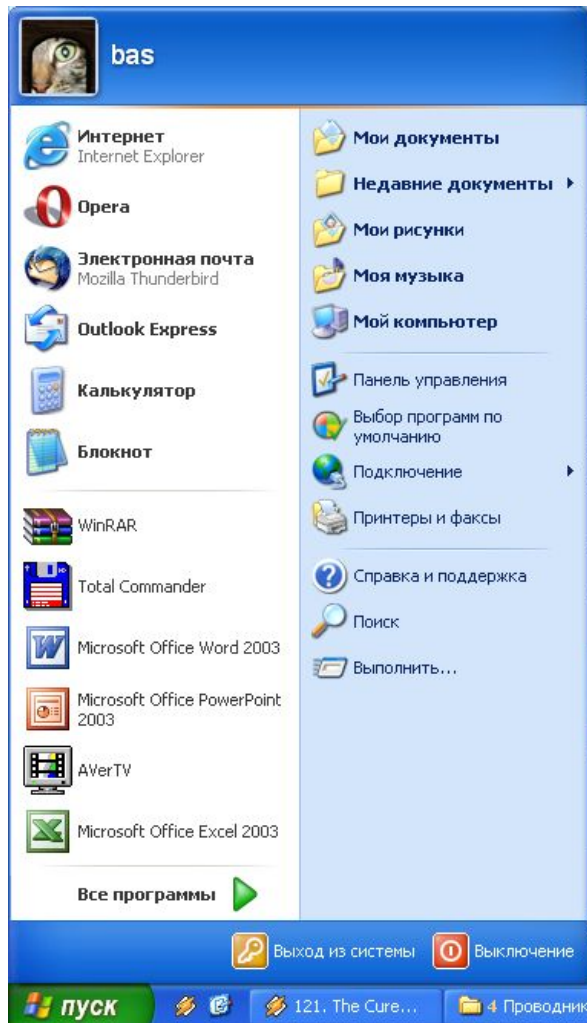 bas
Интернет
Internet Explorer
Opera
Электронная почта
Mozilla Thunderbird
Outlook Express
Калькулятор
Блокнот
WinRAR
Total Commander
Microsoft Office Word 2003
Microsoft Office PowerPoint
2003
AVerTV
Microsoft Office Excel 2003
Все программы
Мои документы
Недавние документы
Мои рисунки
Моя музыка
Мой компьютер
Панель управления
Выбор программ по
умолчанию
Подключение
Принтеры и факсы
Справка и поддержка
Поиск
Выполнить...
Выход из системы
Выключение
пуск
121. The Cure...
4 Проводник